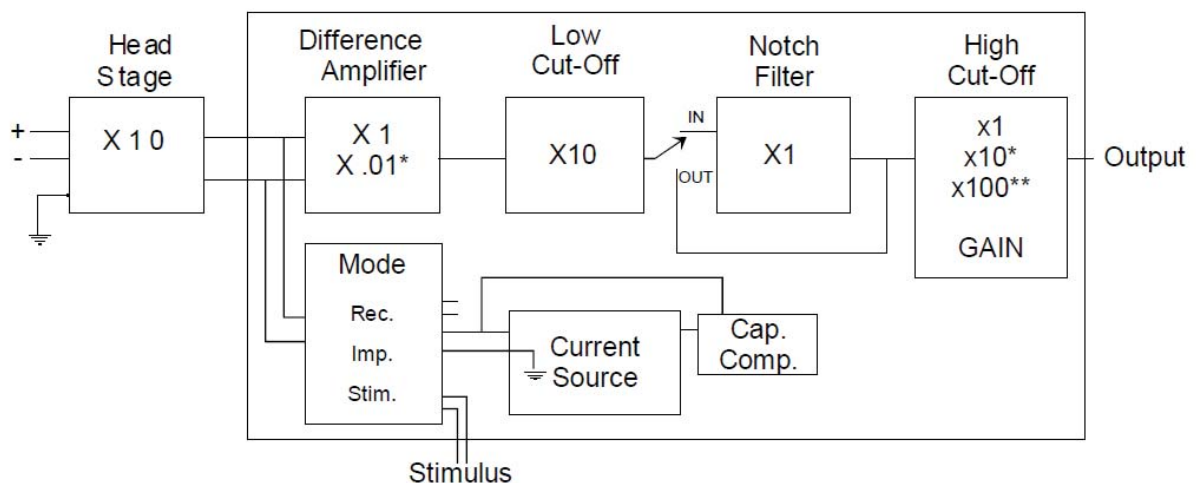 Head
Stage
+
-
X 1 0
Difference
Amplifier
X 1
X .01*
Low
Cut-Off
X10
IN
OUT
Notch
Filter
X1
High
Cut-Off
x1
x10*
x100**
GAIN
Output
Mode
Rec.
Imp.
Stim.
Current
Source
Cap.
Comp.
Stimulus